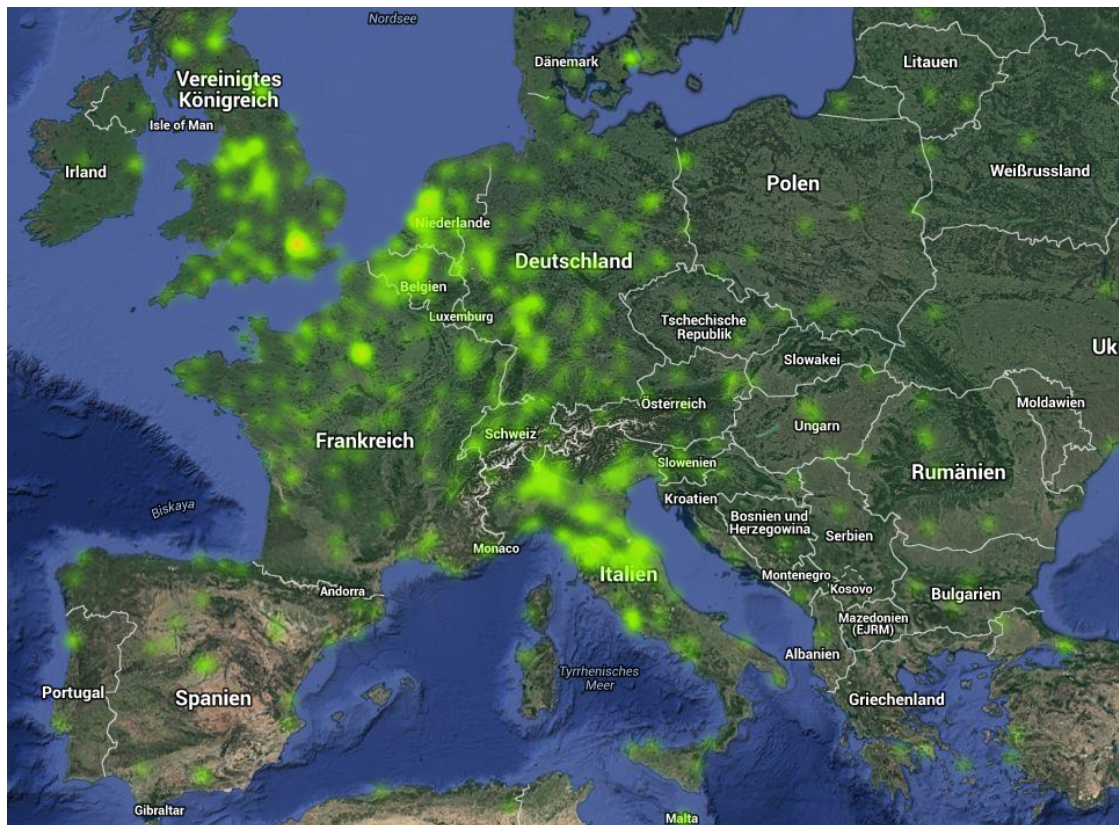 Nordsee
Dänemark
Litauen
Vereinigtes
Königreich
Isle of Man
Irland
Weißrussland
Polen
Niederlande
Deutschland
Belgien
Luxemburg
Tschechische
Republik
Uk
Slowakei
Österreich
Moldawien
Frankreich
Schweiz
Ungarn
Slowenien
Rumänien
Kroatien
Biskaya
Bosnien und
Herzegowina
Serbien
Monaco
Italien
Montenegro
Kosovo
Andorra
Bulgarien
Mazedonien
(EJRM)
Albanien
Tyrrhenisches
Meer
Portugal
Spanien
Griechenland
Gibraltar
Malta